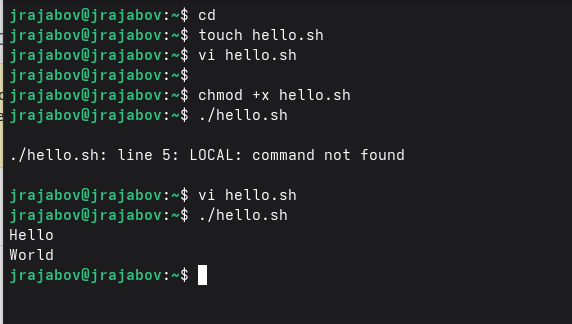 jrajabov@jrajabov:~$ cd
jrajabov@jrajabov:~$ touch hello.sh
jrajabov@jrajabov:~$ vi hello.sh
jrajabov@jrajabov:~$
jrajabov@jrajabov:~$ chmod +x hello.sh
jrajabov@jrajabov:~$ ./hello.sh
./hello.sh: line 5: LOCAL: command not found
jrajabov@jrajabov:~$ vi hello.sh
jrajabov@jrajabov:~$ ./hello.sh
Hello
World
jrajabov@jrajabov:~$